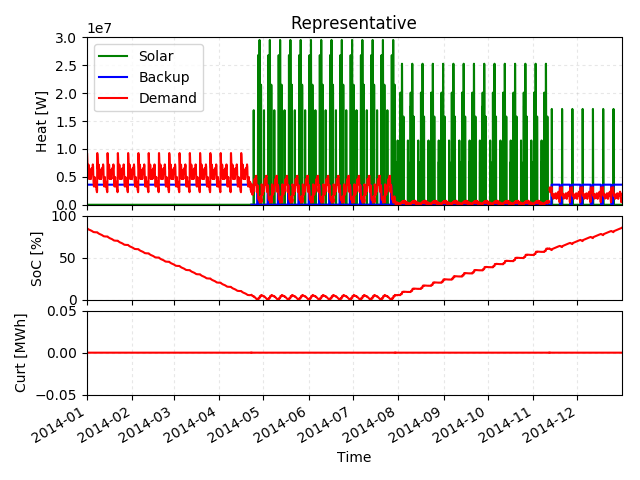 Representative
1e7
3.0
2.5
2.0
1.5
1.0
0.5
0.0
Heat [W]
Solar
Backup
Demand
100
50
0
SoC [%]
0.05
0.00
−0.05
Curt [MWh]
2014-01
2014-02
2014-03
2014-04
2014-05
2014-06
2014-07
2014-08
2014-09
2014-10
2014-11
2014-12
Time